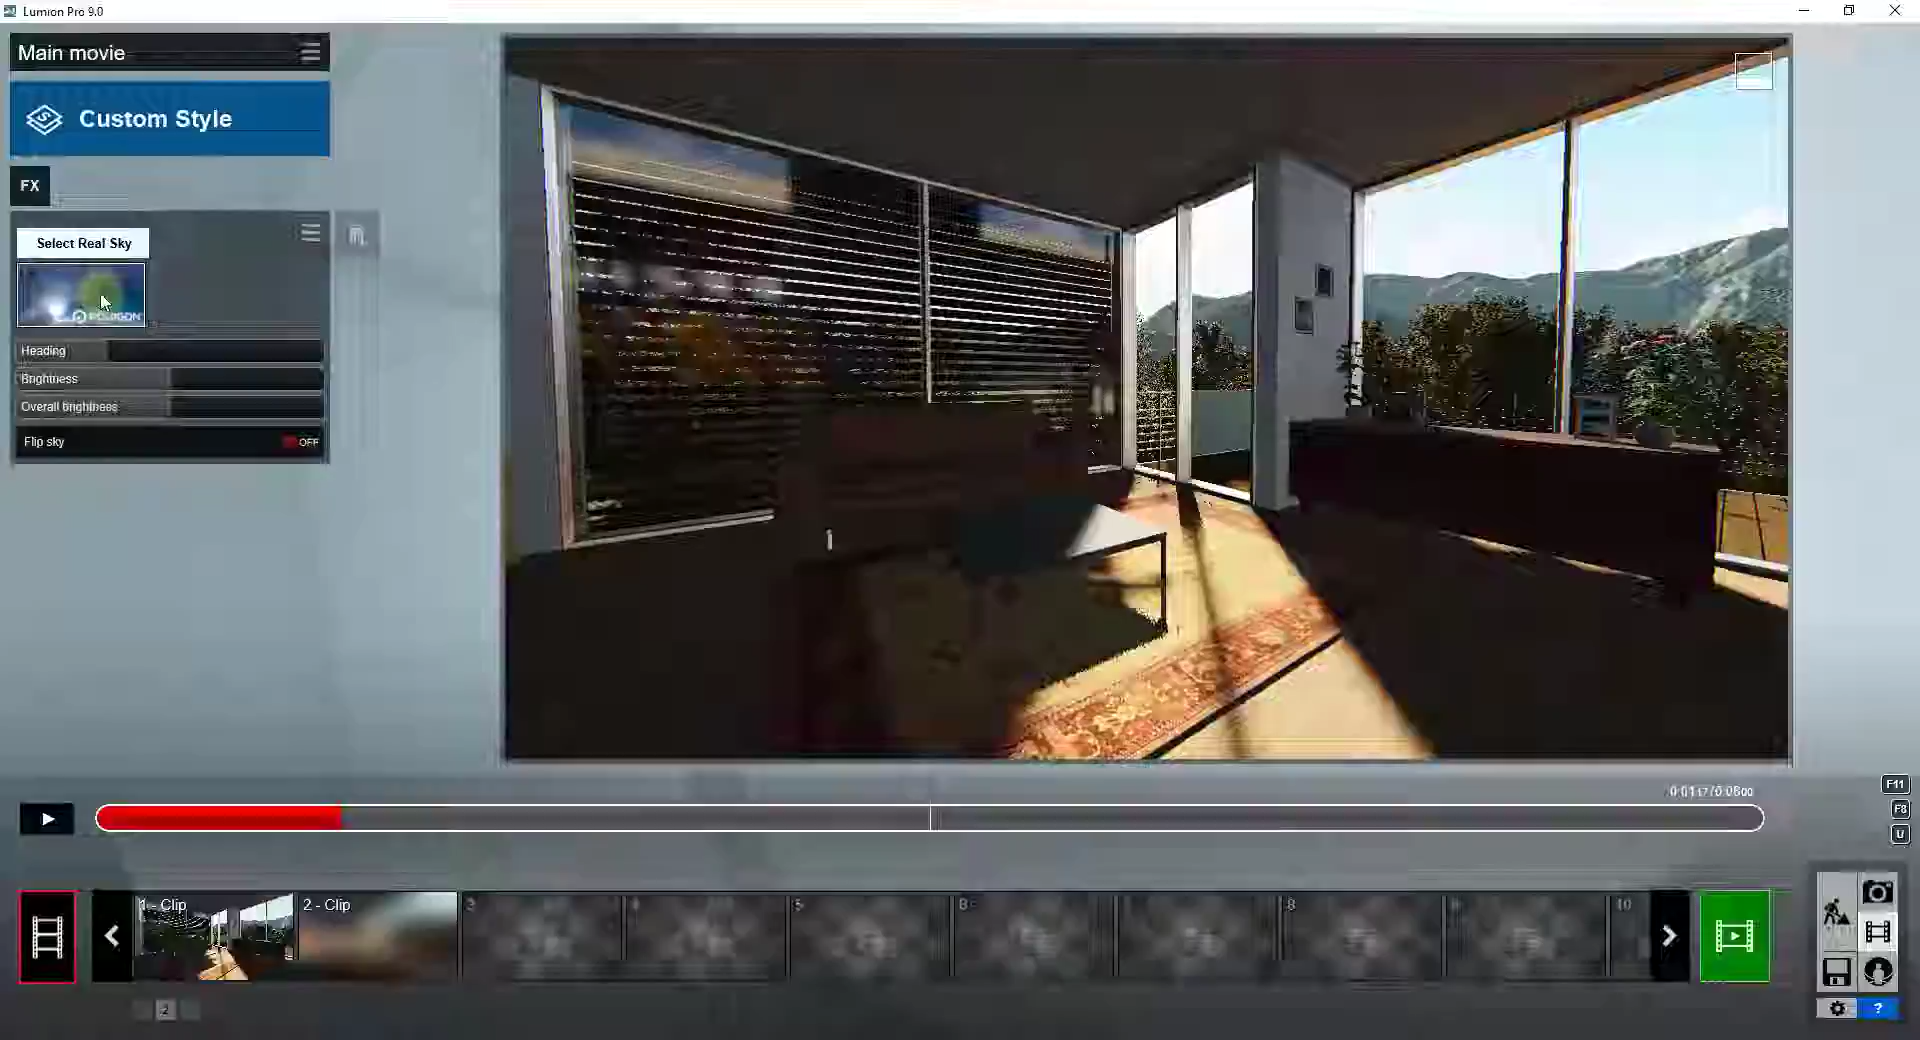 Lumion Pro 9.0
Main movie
Custom Style
FX
Select Real Sky
Heading
Brightness
Overall brightness
Flip sky
OFF
F11
F8
U
1 - Clip
2 - Clip
3
4
5
8
10
2
?